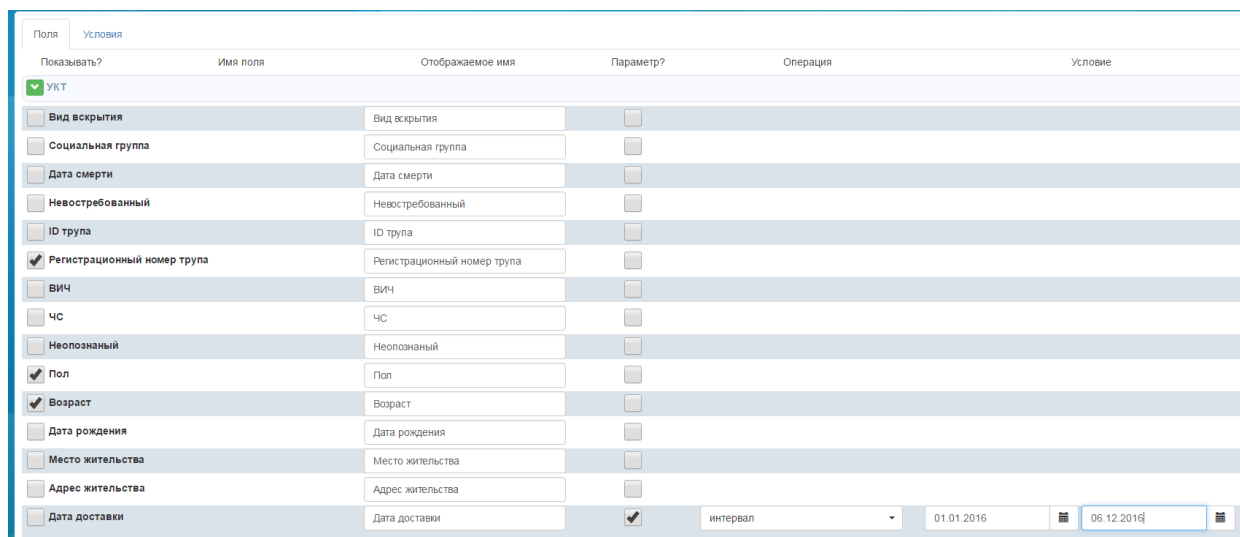 Поля Условия
Показывать? Имя поля Отображаемое имя Параметр? Операция Условие
УКТ
Вид вскрытия Вид вскрытия
Социальная группа Социальная группа
Дата смерти Дата смерти
Невостребованный Невостребованный
ID трупа ID трупа
Регистрационный номер трупа Регистрационный номер трупа
ВИЧ ВИЧ
ЧС ЧС
Неопознаный Неопознаный
Пол Пол
Возраст Возраст
Дата рождения Дата рождения
Место жительства Место жительства
Адрес жительства Адрес жительства
Дата доставки Дата доставки интервал 01.01.2016 06.12.2016